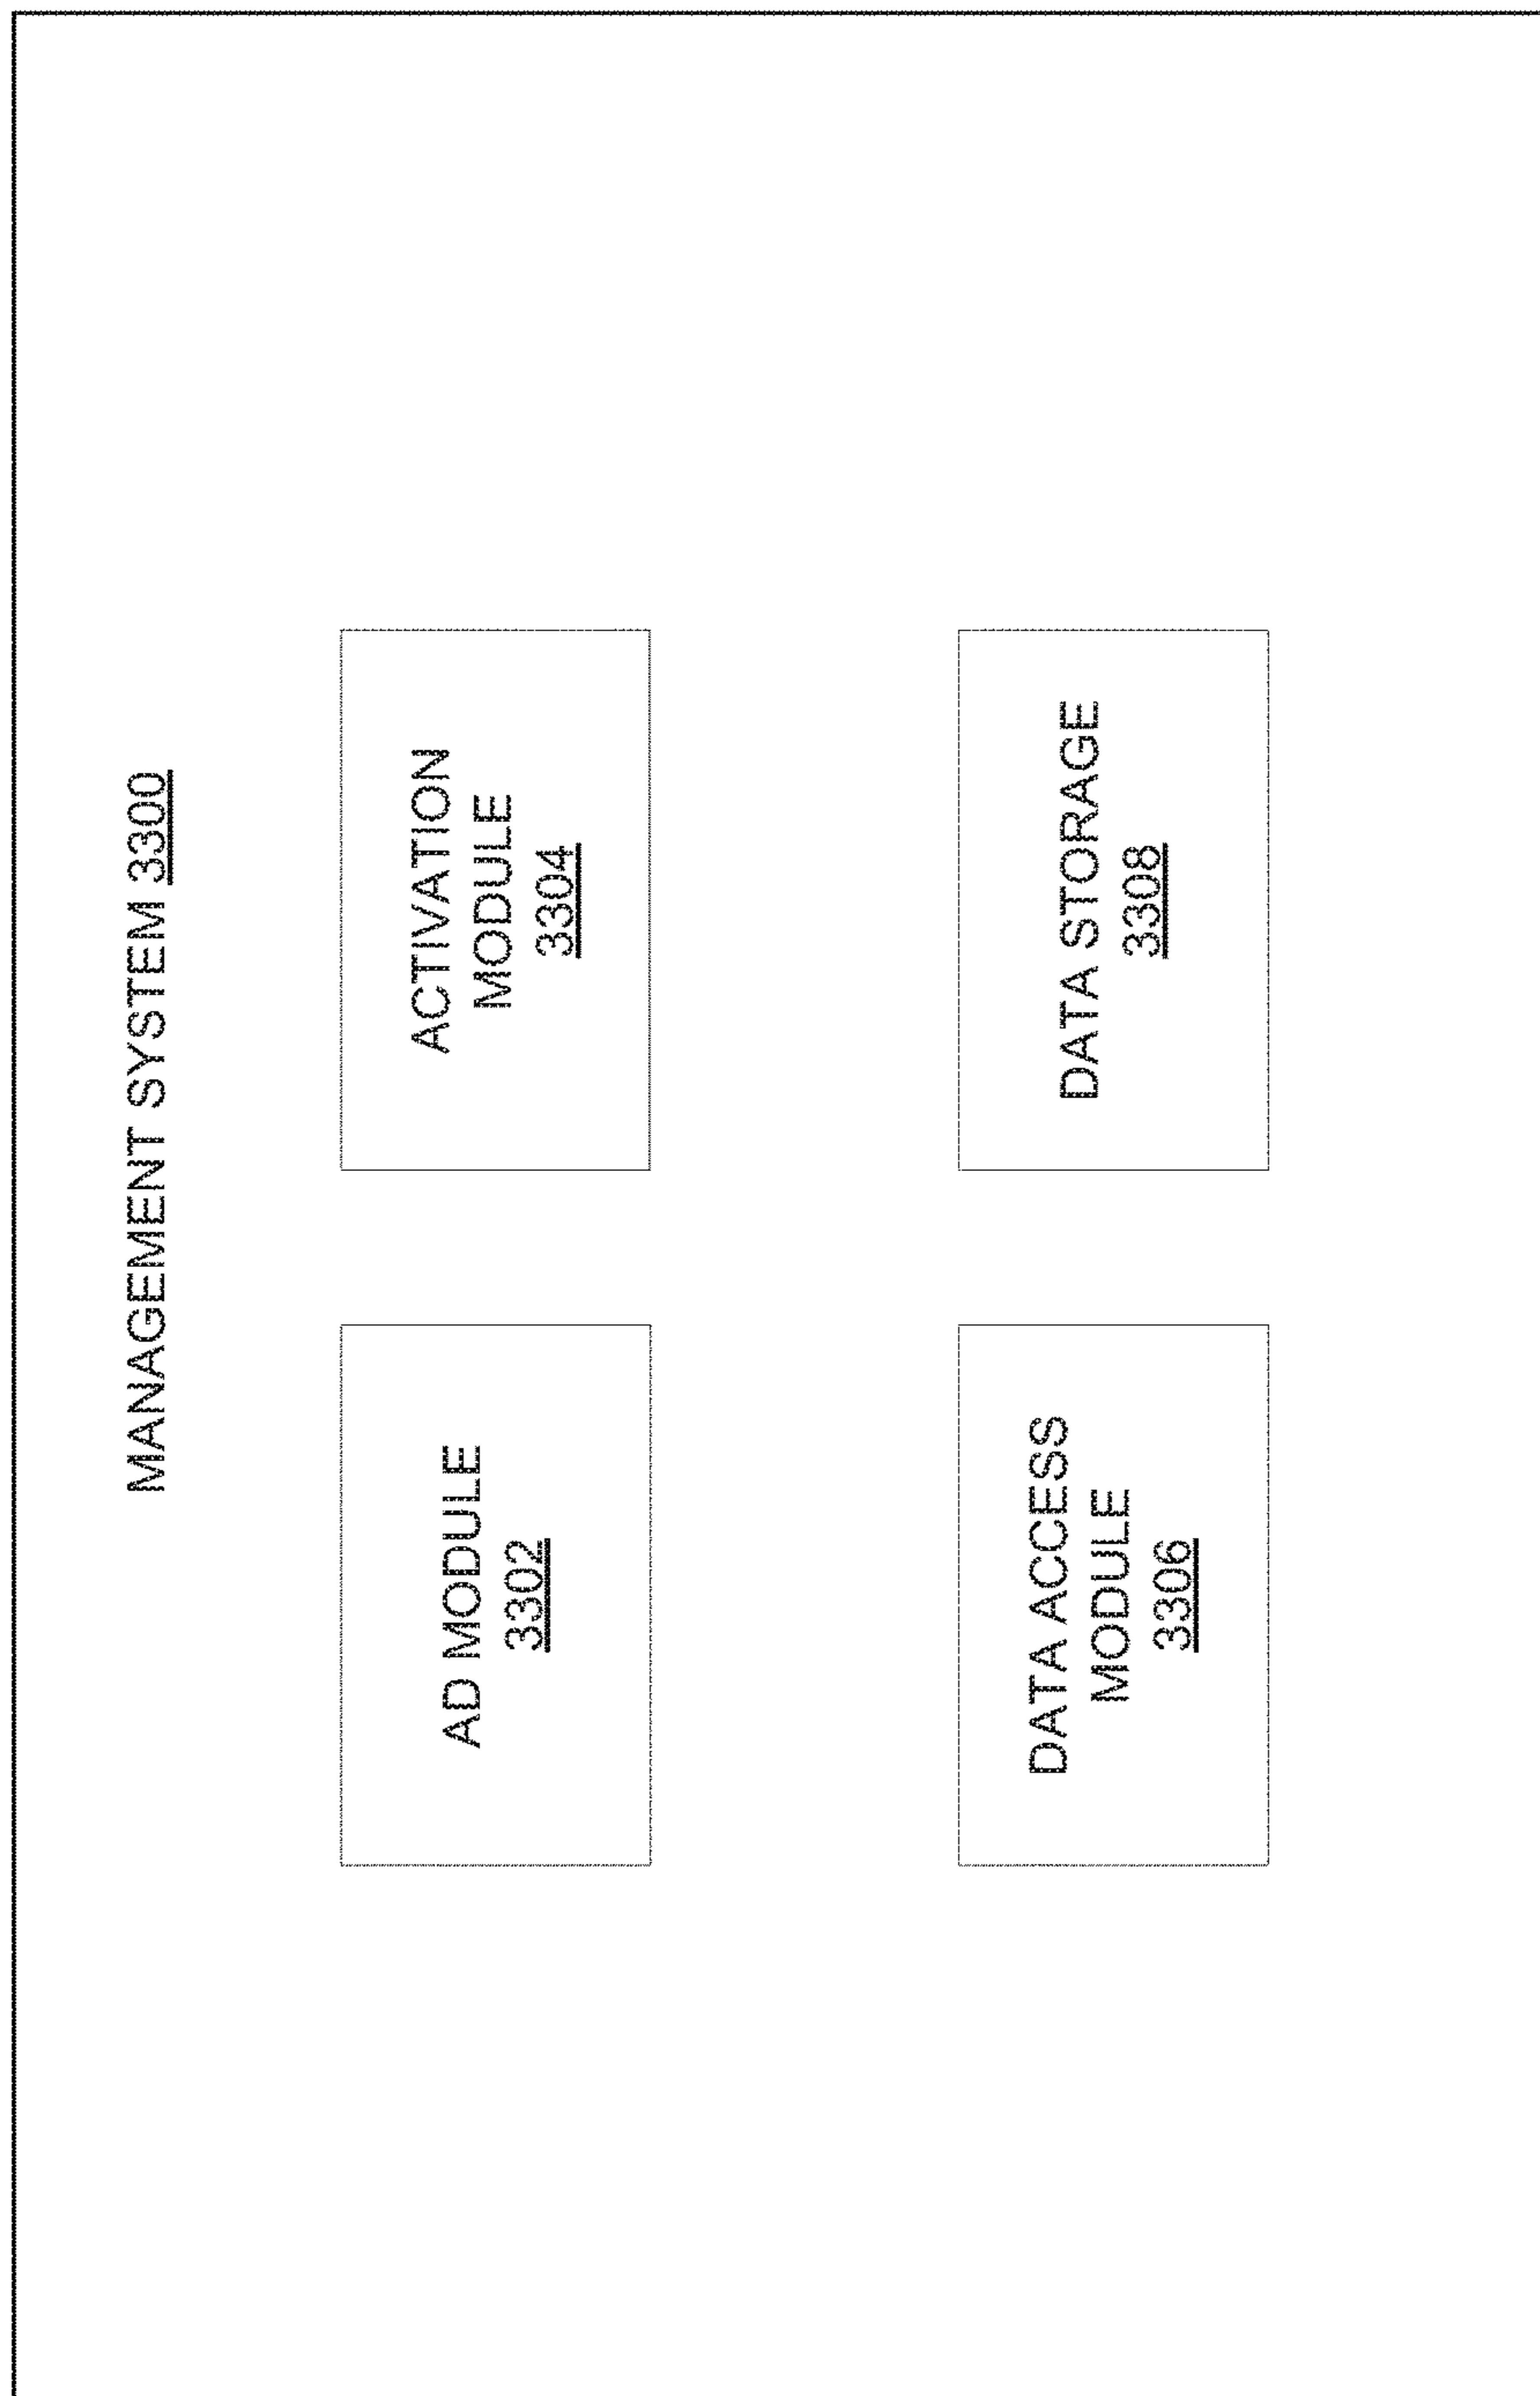 MANAGEMENT SYSTEM 3300
AD MODULE
3302
ACTIVATION
MODULE
3304
DATA ACCESS
MODULE
3306
DATA STORAGE
3308